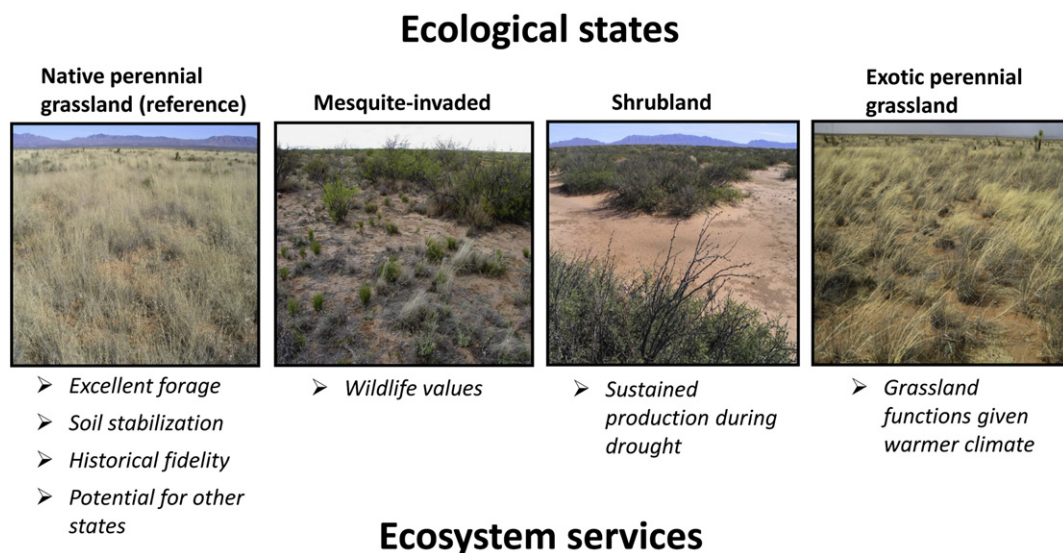 Ecological states
Native perennial
grassland (reference)
Mesquite-invaded
Shrubland
Exotic perennial
grassland
➢ Excellent forage
➢ Soil stabilization
➢ Historical fidelity
➢ Potential for other
states
➢ Wildlife values
➢ Sustained
production during
drought
➢ Grassland
functions given
warmer climate
Ecosystem services